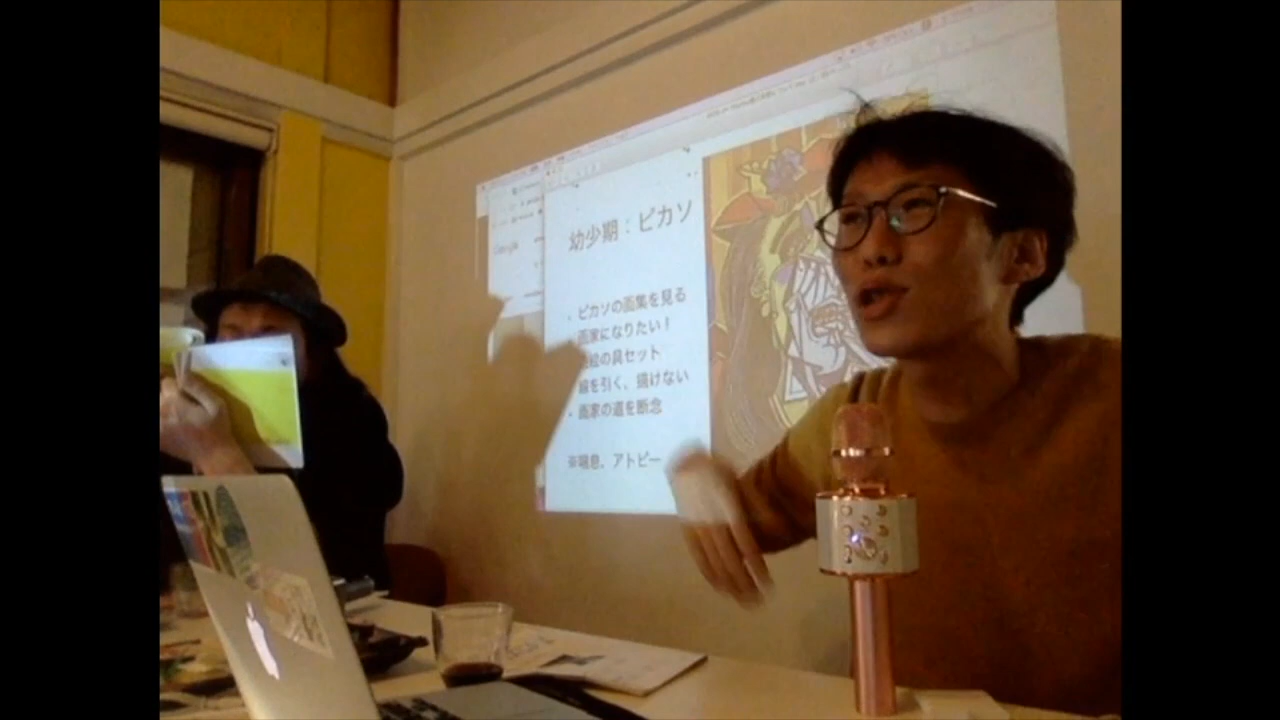 Google
幼少期：ピカソ
・ピカソの画集を見る
画家になりたい！
絵の具セット
線を引く、描けない
・画家の道を断念
※喘息、アトピー